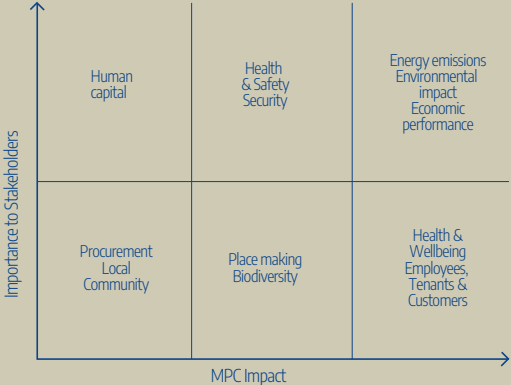 Importance to Stakeholders
Human
capital
Health
& Safety
Security
Energy emissions
Environmental
impact
Economic
performance
Procurement
Local
Community
Place making
Biodiversity
Health &
Wellbeing
Employees,
Tenants &
Customers
MPC Impact